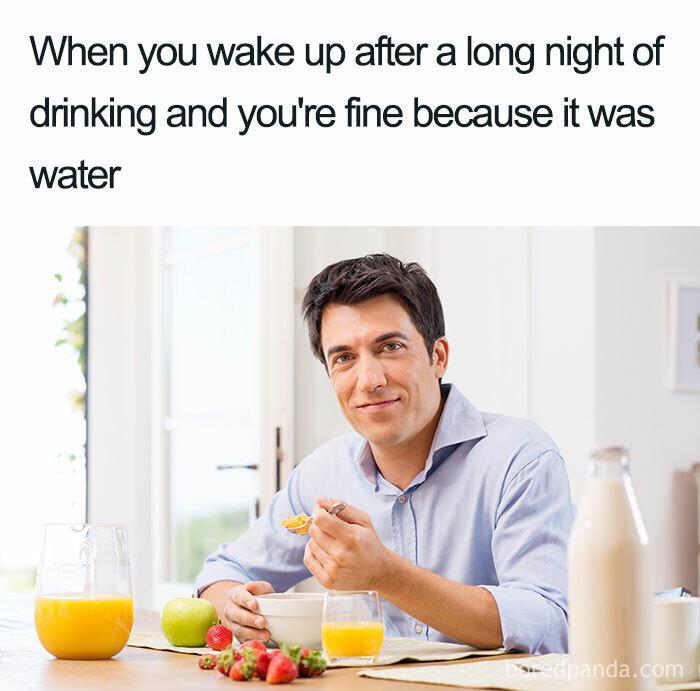 When you wake up after a long night of
drinking and you're fine because it was
water
boredpanda.com